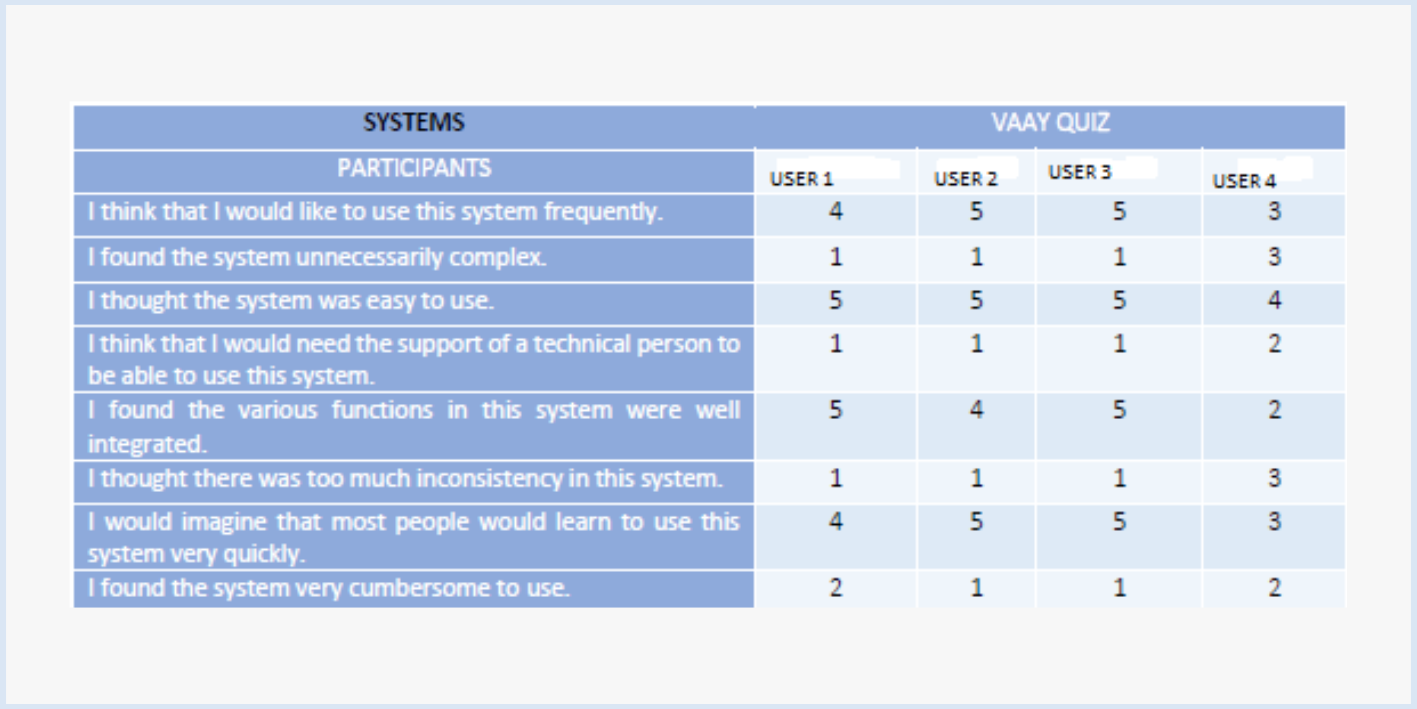 SYSTEMS VAAY QUIZ
PARTICIPANTS USER 1 USER 2 USER 3 USER 4
I think that I would like to use this system frequently. 4 5 5 3
I found the system unnecessarily complex. 1 1 1 3
I thought the system was easy to use. 5 5 5 4
I think that I would need the support of a technical person to 1 1 1 2
be able to use this system.
I found the various functions in this system were well 5 4 5 2
integrated.
I thought there was too much inconsistency in this system. 1 1 1 3
I would imagine that most people would learn to use this 4 5 5 3
system very quickly.
I found the system very cumbersome to use. 2 1 1 2